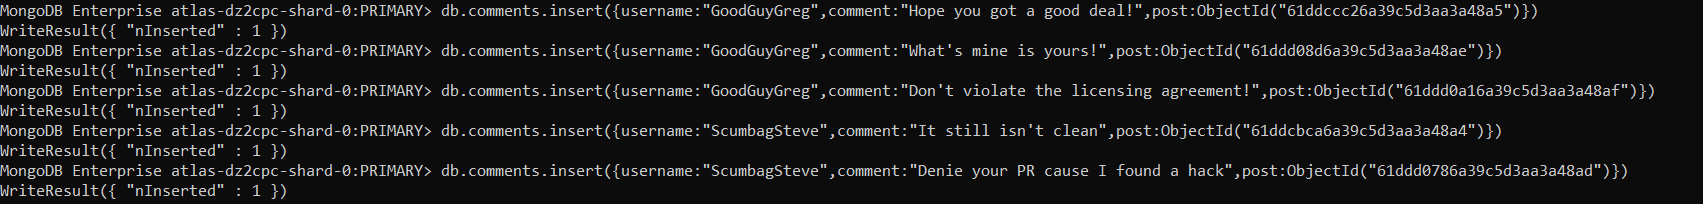 MongoDB Enterprise atlas-dz2cpc-shard-0:PRIMARY> db.comments.insert({username:"GoodGuyGreg",comment:"Hope you got a good deal!",post:ObjectId("61ddccc26a39c5d3aa3a48a5")})
WriteResult({ "nInserted" : 1 })
MongoDB Enterprise atlas-dz2cpc-shard-0:PRIMARY> db.comments.insert({username:"GoodGuyGreg",comment:"What's mine is yours!",post:ObjectId("61ddd08d6a39c5d3aa3a48ae")})
WriteResult({ "nInserted" : 1 })
MongoDB Enterprise atlas-dz2cpc-shard-0:PRIMARY> db.comments.insert({username:"GoodGuyGreg",comment:"Don't violate the licensing agreement!",post:ObjectId("61ddd0a16a39c5d3aa3a48af")})
WriteResult({ "nInserted" : 1 })
MongoDB Enterprise atlas-dz2cpc-shard-0:PRIMARY> db.comments.insert({username:"ScumbagSteve",comment:"It still isn't clean",post:ObjectId("61ddcbca6a39c5d3aa3a48a4")})
WriteResult({ "nInserted" : 1 })
MongoDB Enterprise atlas-dz2cpc-shard-0:PRIMARY> db.comments.insert({username:"ScumbagSteve",comment:"Denie your PR cause I found a hack",post:ObjectId("61ddd0786a39c5d3aa3a48ad")})
WriteResult({ "nInserted" : 1 })